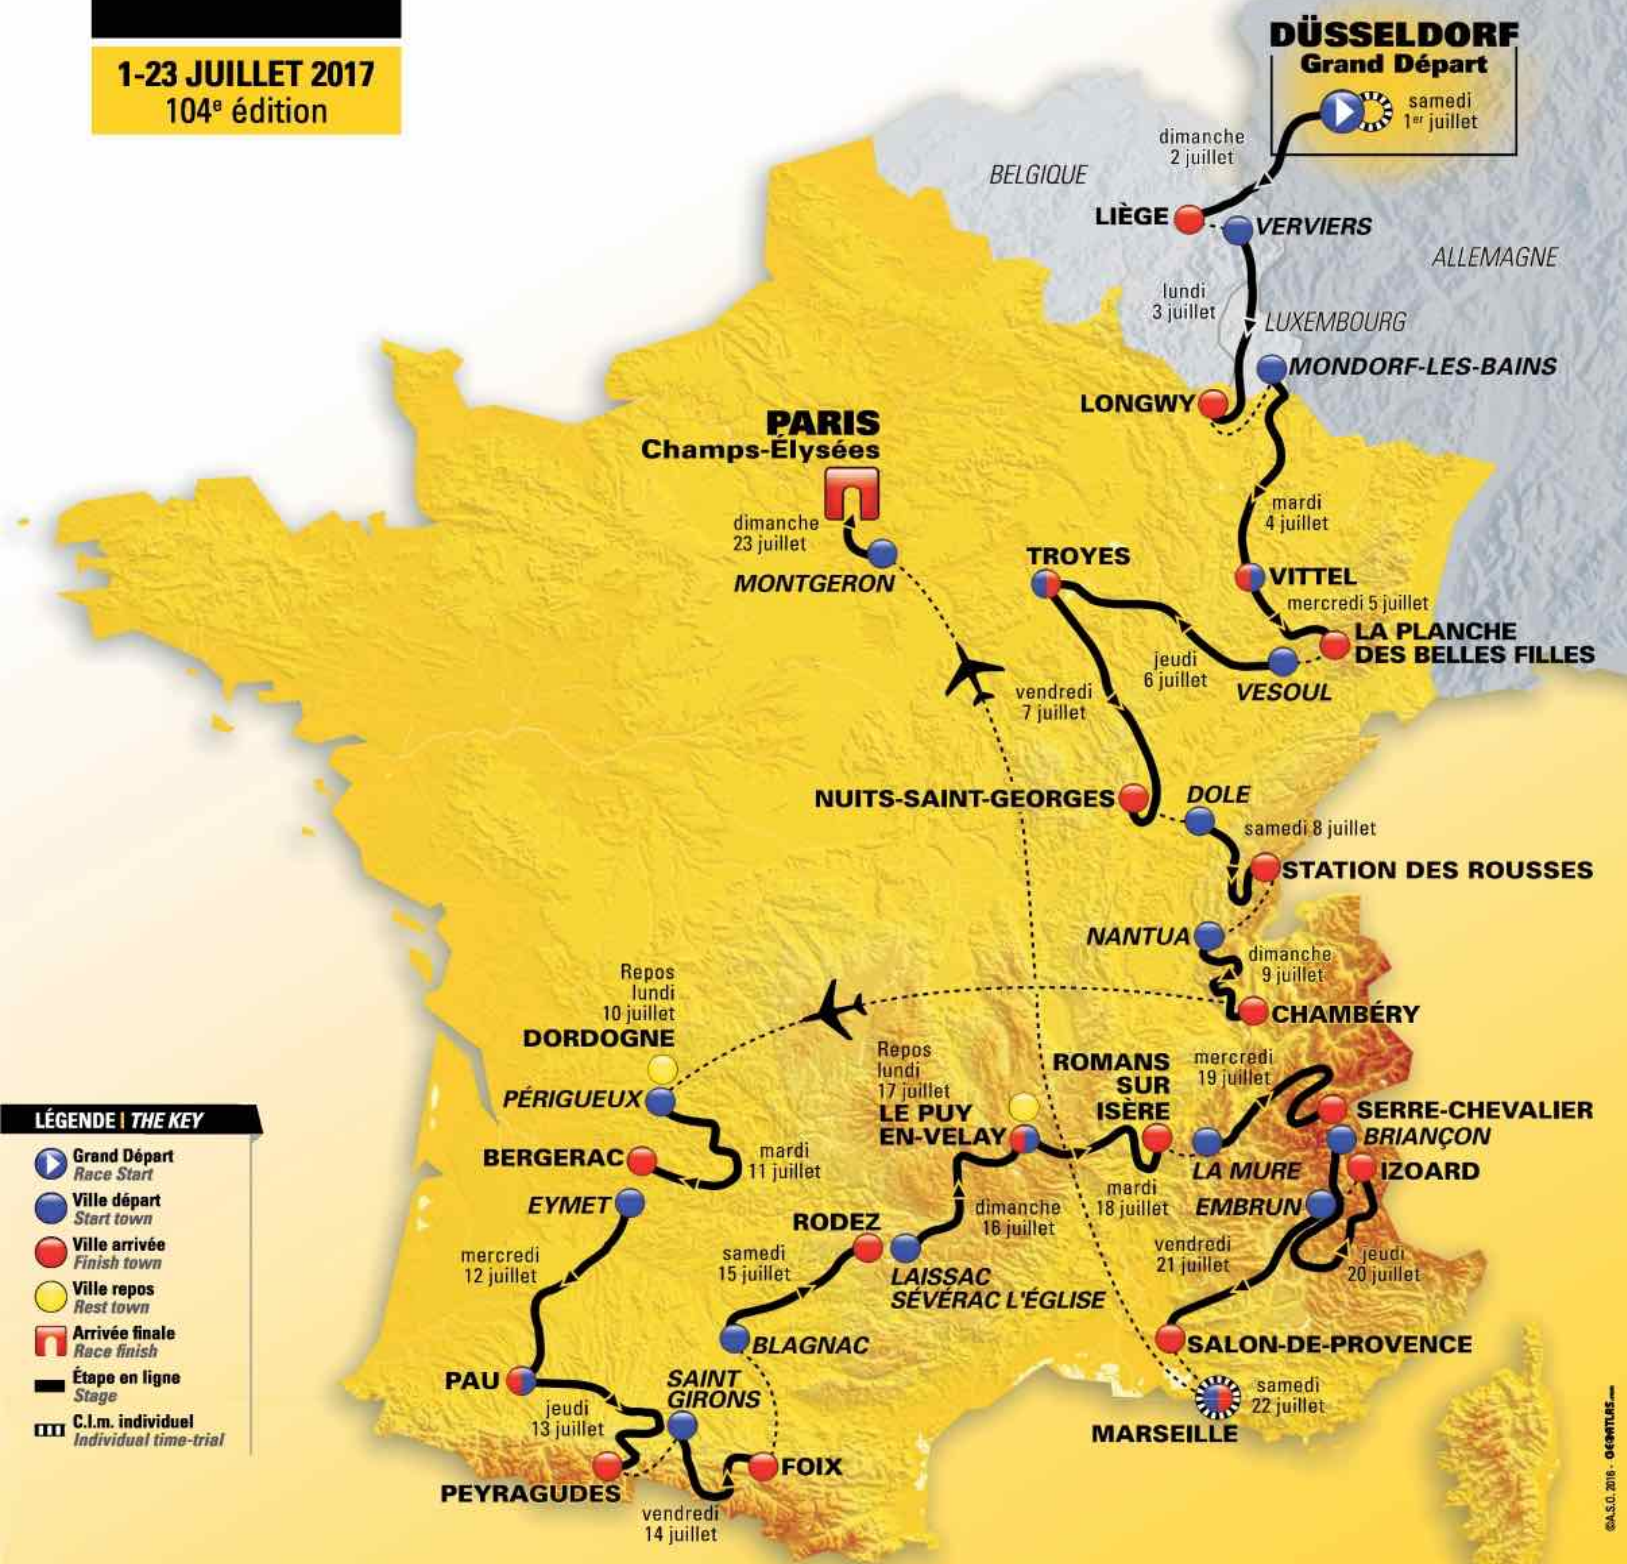 1-23 JUILLET 2017
104e édition
DÜSSELDORF
Grand Départ
samedi
1er juillet
dimanche
2 juillet
BELGIQUE
LIÈGE
VERVIERS
ALLEMAGNE
lundi
3 juillet
LUXEMBOURG
MONDORF-LES-BAINS
LONGWY
PARIS
Champs-Élysées
dimanche
23 juillet
MONTGERON
mardi
4 juillet
TROYES
VITTEL
mercredi 5 juillet
LA PLANCHE
DES BELLES FILLES
jeudi
6 juillet
VESOUL
vendredi
7 juillet
NUITS-SAINT-GEORGES
DOLE
samedi 8 juillet
STATION DES ROUSSES
NANTUA
dimanche
9 juillet
CHAMBÉRY
Repos
lundi
10 juillet
DORDOGNE
PÉRIGUEUX
mardi
11 juillet
BERGERAC
EYMET
mercredi
12 juillet
PAU
jeudi
13 juillet
PEYRAGUDES
SAINT
GIRONS
vendredi
14 juillet
FOIX
BLAGNAC
samedi
15 juillet
RODEZ
LAISSAC
SÉVÉRAC L'ÉGLISE
dimanche
16 juillet
Repos
lundi
17 juillet
LE PUY
EN-VELAY
ROMANS
SUR
ISÈRE
mardi
18 juillet
LA MURE
mercredi
19 juillet
SERRE-CHEVALIER
BRIANÇON
IZOARD
EMBRUN
jeudi
20 juillet
vendredi
21 juillet
SALON-DE-PROVENCE
MARSEILLE
samedi
22 juillet
LÉGENDE | THE KEY
Grand Départ
Race Start
Ville départ
Start town
Ville arrivée
Finish town
Ville repos
Rest town
Arrivée finale
Race finish
Étape en ligne
Stage
C.l.m. individuel
Individual time-trial
©A.S.O. 2016 - GEOATLAS.com